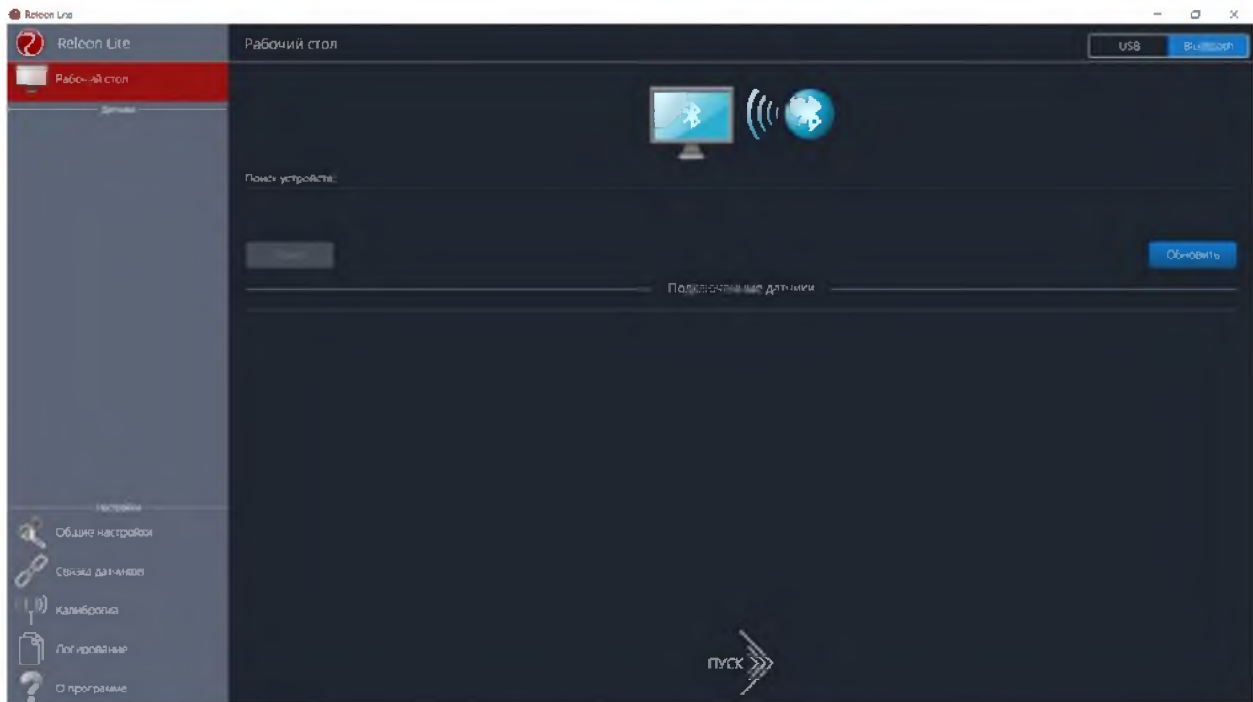 Releon Lite
Releon Lite
Рабочий стол
USB
Bluetooth
Рабочий стол
Датчики
Поиск устройств:
Обновить
Подключенные датчики
Настройки
Общие настройки
Связка датчиков
Калибровка
Логирование
О программе
ПУСК